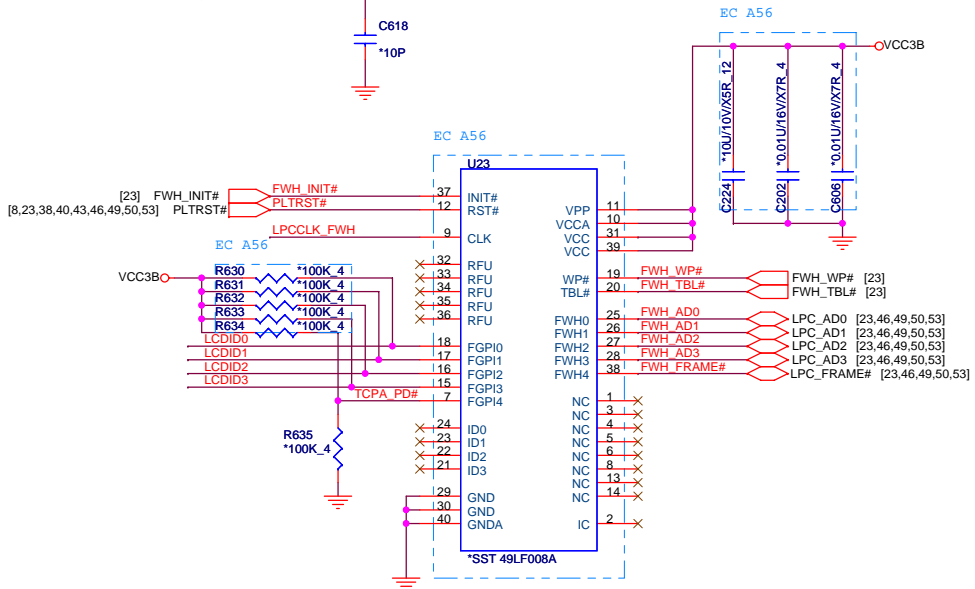 EC A56
C618
*10P
VCC3B
*10U/10V/X5R_12
*0.01U/16V/X7R_4
*0.01U/16V/X7R_4
C224
C202
C606
EC A56
U23
[23] FWH_INIT#
FWH_INIT#
37
INIT#
[8,23,38,40,43,46,49,50,53] PLTRST#
PLTRST#
12
RST#
LPCCLK_FWH
9
CLK
VPP
11
VCCA
10
VCC
31
VCC
39
EC A56
VCC3B
R630
*100K_4
R631
*100K_4
R632
*100K_4
R633
*100K_4
R634
*100K_4
32
RFU
33
RFU
34
RFU
35
RFU
36
RFU
WP#
19
FWH_WP#
FWH_WP# [23]
TBL#
20
FWH_TBL#
FWH_TBL# [23]
FWH0
25
FWH_AD0
LPC_AD0 [23,46,49,50,53]
FWH1
26
FWH_AD1
LPC_AD1 [23,46,49,50,53]
FWH2
27
FWH_AD2
LPC_AD2 [23,46,49,50,53]
FWH3
28
FWH_AD3
LPC_AD3 [23,46,49,50,53]
FWH4
38
FWH_FRAME#
LPC_FRAME# [23,46,49,50,53]
LCDID0
18
FGPI0
LCDID1
17
FGPI1
LCDID2
16
FGPI2
LCDID3
15
FGPI3
TCPA_PD#
7
FGPI4
NC
1
NC
3
NC
4
NC
5
NC
6
NC
8
NC
13
NC
14
R635
*100K_4
24
ID0
23
ID1
22
ID2
21
ID3
29
GND
30
GND
40
GNDA
IC
2
*SST 49LF008A